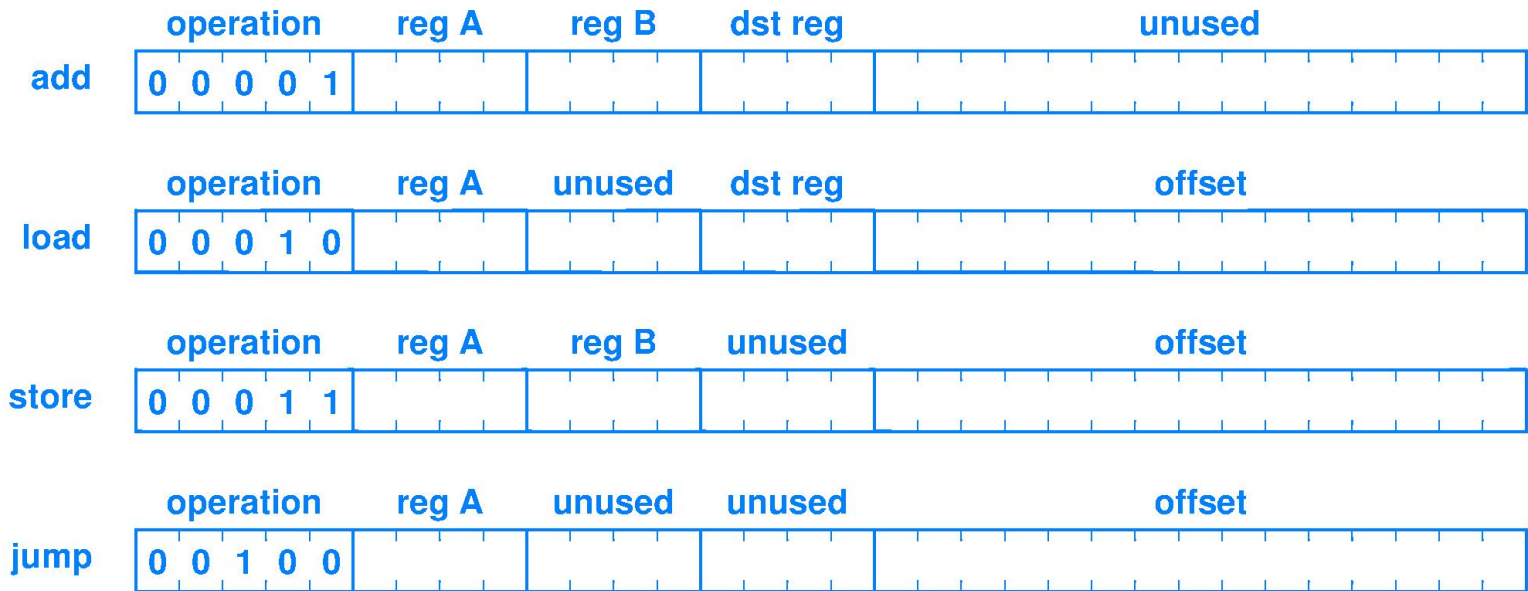 operation reg A reg B dst reg unused
add 0 0 0 0 1
operation reg A unused dst reg offset
load 0 0 0 1 0
operation reg A reg B unused offset
store 0 0 0 1 1
operation reg A unused unused offset
jump 0 0 1 0 0